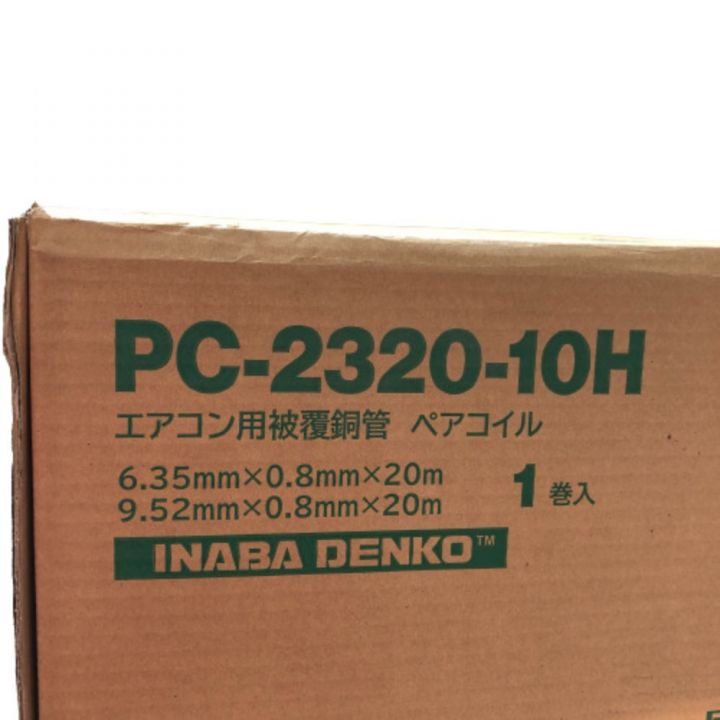 PC-2320-10H
エアコン用被覆銅管 ペアコイル
6.35mm×0.8mm×20m
9.52mm×0.8mm×20m
1巻入
INABA DENKO™